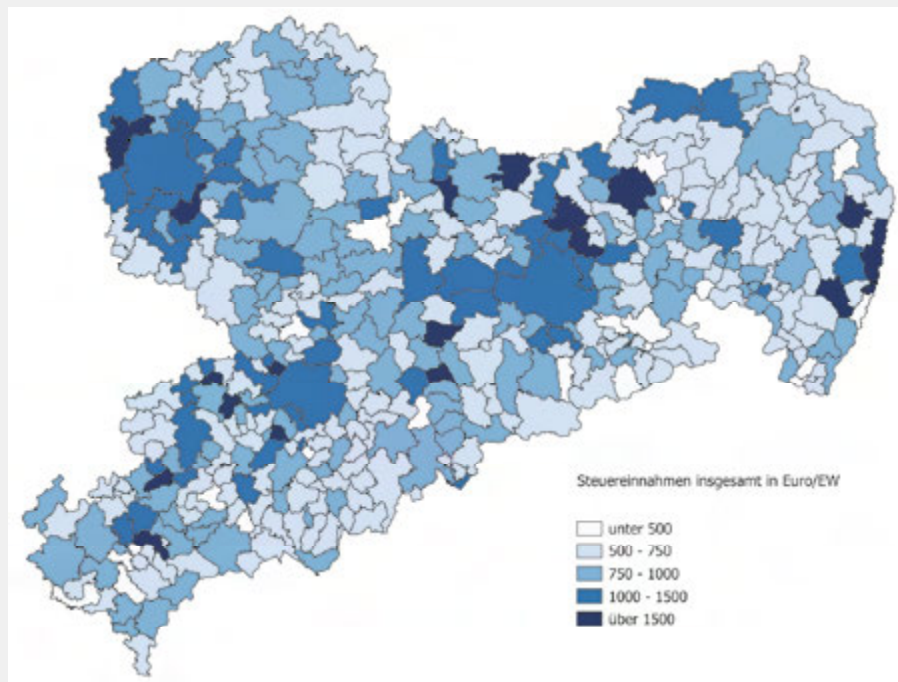 Steuereinnahmen insgesamt in Euro/EW
unter 500
500 - 750
750 - 1000
1000 - 1500
über 1500